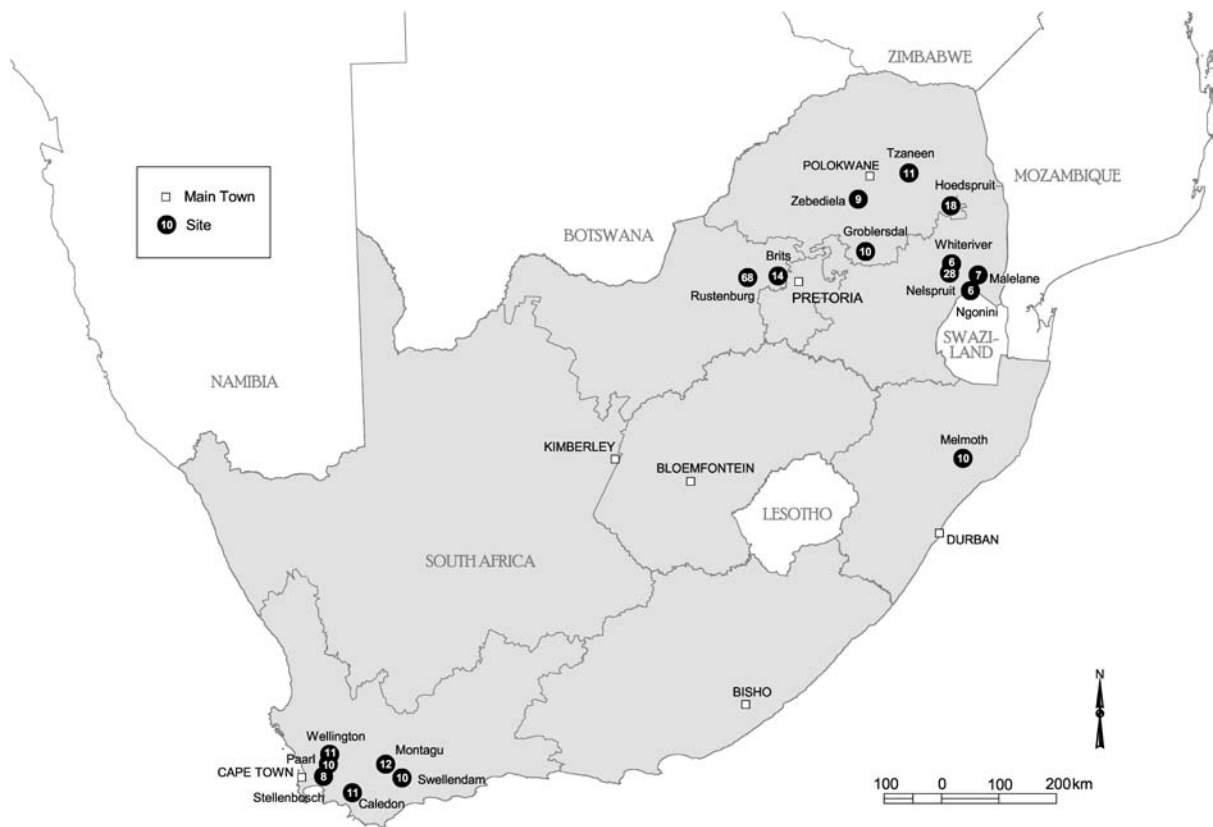 ZIMBABWE
Tzaneen
POLOKWANE
11
MOZAMBIQUE
Hoedspruit
Main Town
Zebediela
9
18
10
Site
BOTSWANA
Groblersdal
10
Whiteriver
Brits
6
68
14
28
7
Malelane
Rustenburg
PRETORIA
Nelspruit
6
Ngonini
SWAZI-
LAND
NAMIBIA
Melmoth
KIMBERLEY
10
BLOEMFONTEIN
LESOTHO
DURBAN
SOUTH AFRICA
N
BISHO
Wellington
11
Montagu
Paarl
10
12
CAPE TOWN
8
10
Swellendam
Stellenbosch
11
Caledon
100
0
100
200 km